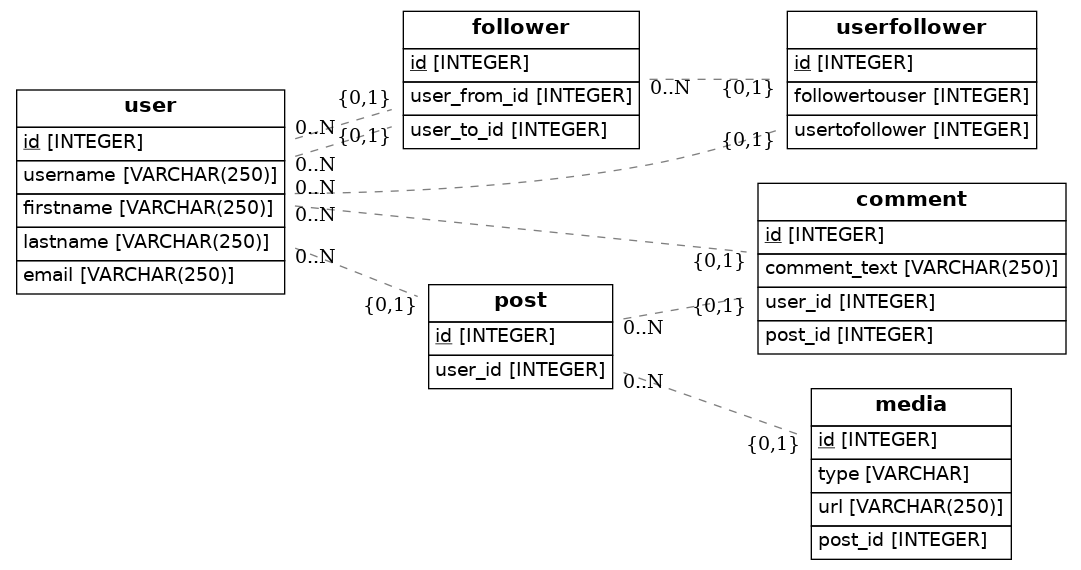 user
id [INTEGER]
username [VARCHAR(250)]
firstname [VARCHAR(250)]
lastname [VARCHAR(250)]
email [VARCHAR(250)]
follower
id [INTEGER]
user_from_id [INTEGER]
user_to_id [INTEGER]
userfollower
id [INTEGER]
followertouser [INTEGER]
usertofollower [INTEGER]
comment
id [INTEGER]
comment_text [VARCHAR(250)]
user_id [INTEGER]
post_id [INTEGER]
post
id [INTEGER]
user_id [INTEGER]
media
id [INTEGER]
type [VARCHAR]
url [VARCHAR(250)]
post_id [INTEGER]
{0,1}
0..N
{0,1}
0..N
0..N
0..N
0..N
{0,1}
0..N
{0,1}
{0,1}
{0,1}
0..N
{0,1}
0..N
{0,1}